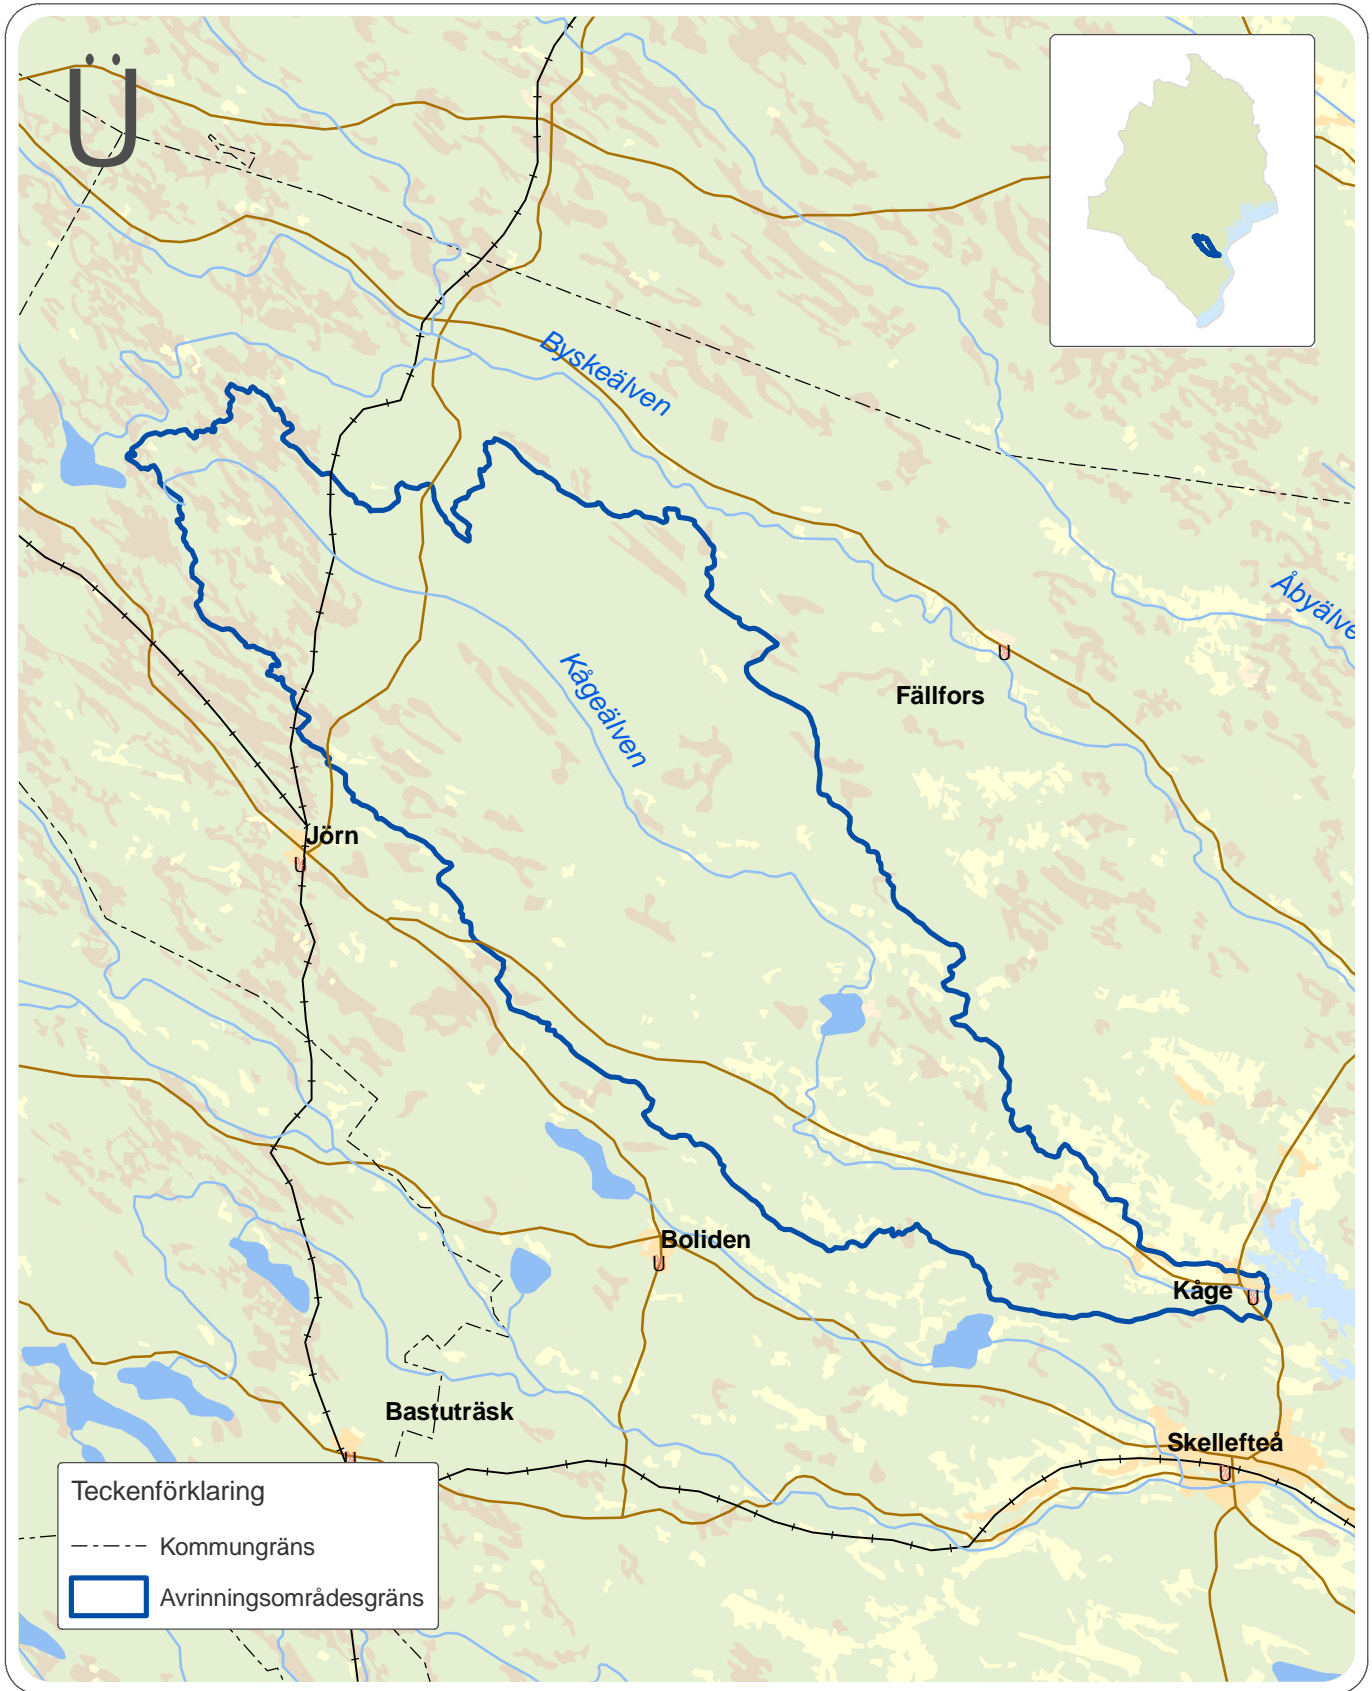 Ü
Byskeälven
Åbyälve
Kågeälven
Ü
Fällfors
Jörn
Ü
Boliden
Ü
Kåge
Ü
Bastuträsk
Skellefteå
Ü
Ü
Teckenförklaring
Kommungräns
Avrinningsområdesgräns